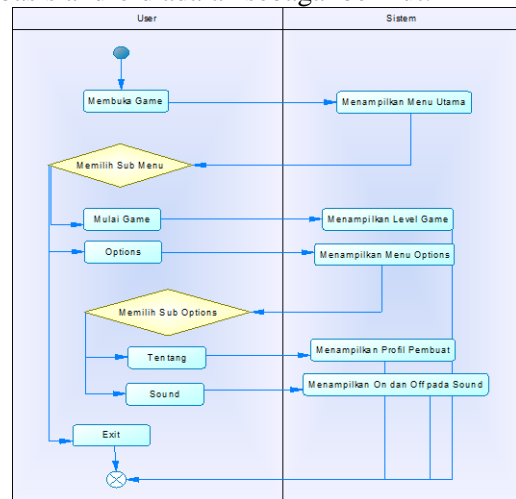 User Sistem
Membuka Game Menampilkan Menu Utama
Memilih Sub Menu
Mulai Game Menampilkan Level Game
Options Menampilkan Menu Options
Memilih Sub Options
Tentang Menampilkan Profil Pembuat
Sound Menampilkan On dan Off pada Sound
Exit